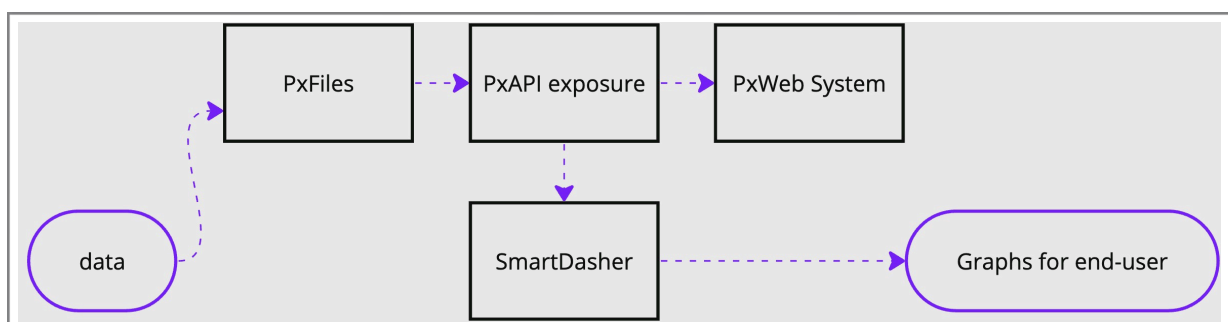 PxFiles
PxAPI exposure
PxWeb System
data
SmartDasher
Graphs for end-user